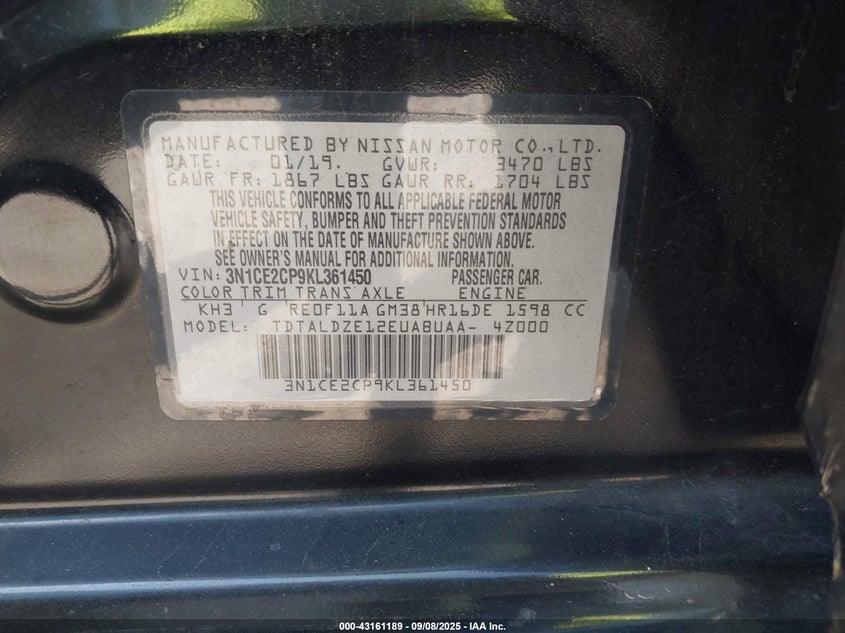 MANUFACTURED BY NISSAN MOTOR CO.,LTD.
DATE: 01/19. GVWR: 3470 LBS
GAWR FR: 1867 LBS GAWR RR: 1704 LBS
THIS VEHICLE CONFORMS TO ALL APPLICABLE FEDERAL MOTOR
VEHICLE SAFETY, BUMPER AND THEFT PREVENTION STANDARDS
IN EFFECT ON THE DATE OF MANUFACTURE SHOWN ABOVE.
SEE OWNER'S MANUAL FOR ADDITIONAL INFORMATION.
VIN: 3N1CE2CP9KL361450 PASSENGER CAR.
COLOR TRIM TRANS AXLE ENGINE
KH3 G RE0F11A GM38 HR16DE 1598 CC
MODEL: TDTALDZE12EUABUAA- 4Z000
3N1CE2CP9KL361450
000-43161189 - 09/08/2025 - IAA Inc.